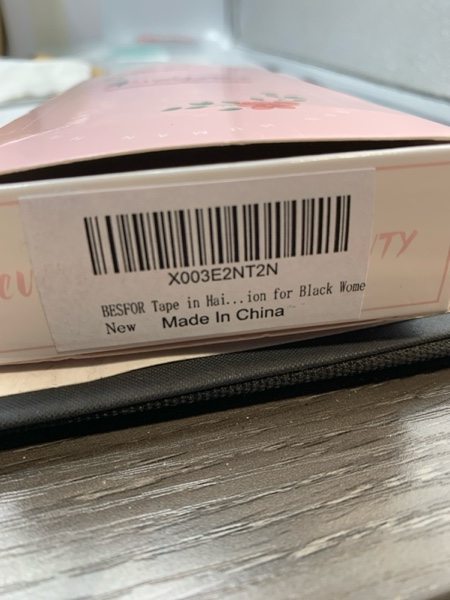 X003E2NT2N
BESFOR Tape in Hai...ion for Black Wome
New Made In China